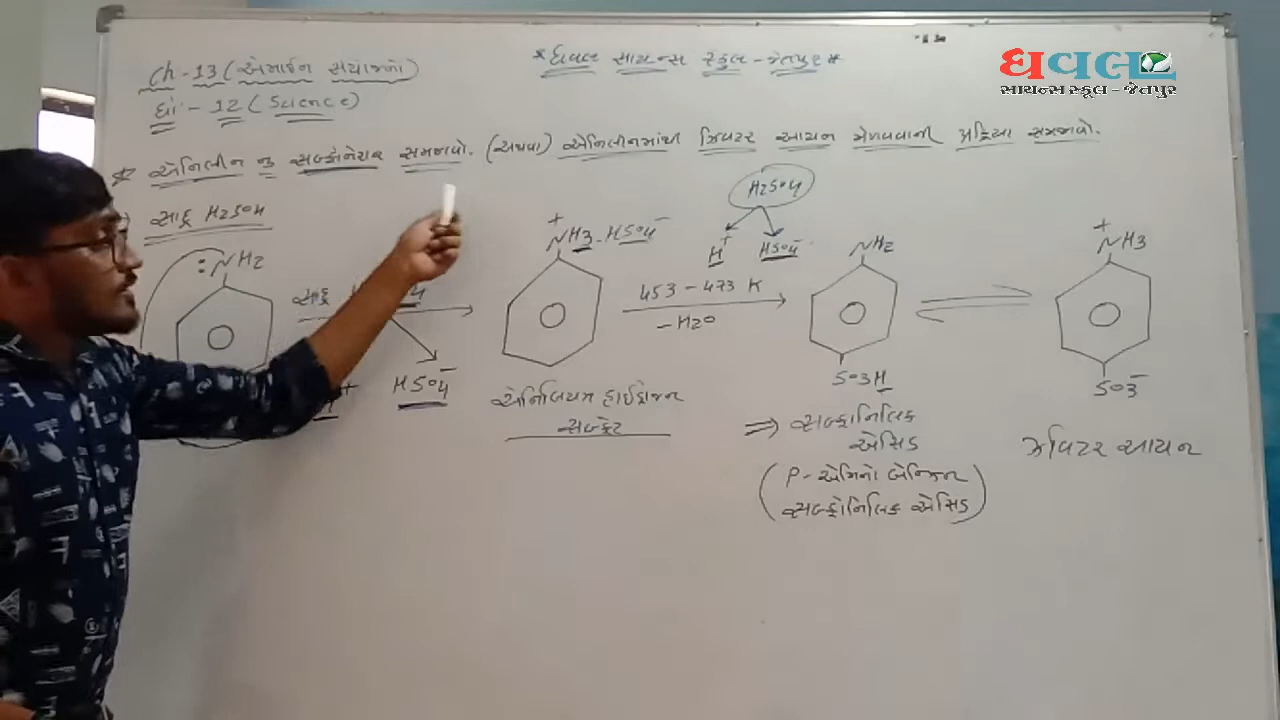 * ધવલ સાયન્સ સ્કુલ - જેતપુર *
ધવલ
સાયન્સ સ્કૂલ - જેતપુર
Ch - 13 ( એમાઈન સંયોજનો )
ધો - 12 ( Science )
* એનિલીન નુ સલ્ફોનેશન સમજાવો. (અથવા) એનિલીનમાંથી ઝ્વિટર આયન મેળવવાની પ્રક્રિયા સમજાવો.
સાંદ્ર H2SO4
:NH2
સાંદ્ર
HSO4-
+NH3 . HSO4-
એનિલિયમ હાઈડ્રોજન
સલ્ફેટ
H2SO4
H+ HSO4-
453 - 473 K
- H2O
NH2
SO3H
⇒ સલ્ફાનિલિક
એસિડ
( P - એમિનો બેન્ઝિન
સલ્ફોનિલિક એસિડ )
+NH3
SO3-
ઝ્વિટર આયન